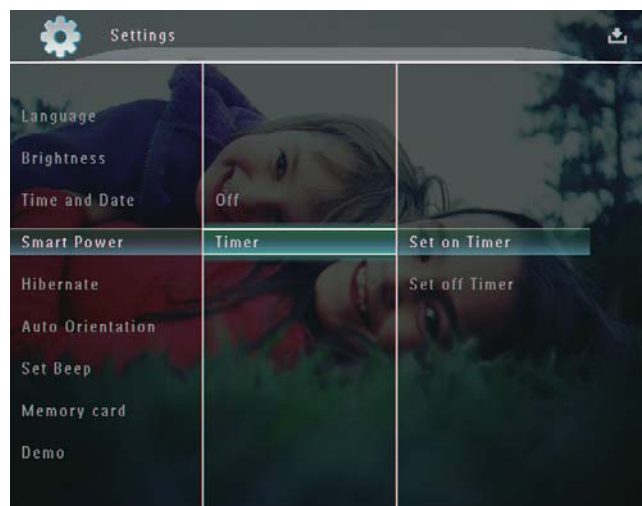 Settings
Language
Brightness
Time and Date
Off
Smart Power
Timer
Set on Timer
Hibernate
Set off Timer
Auto Orientation
Set Beep
Memory card
Demo